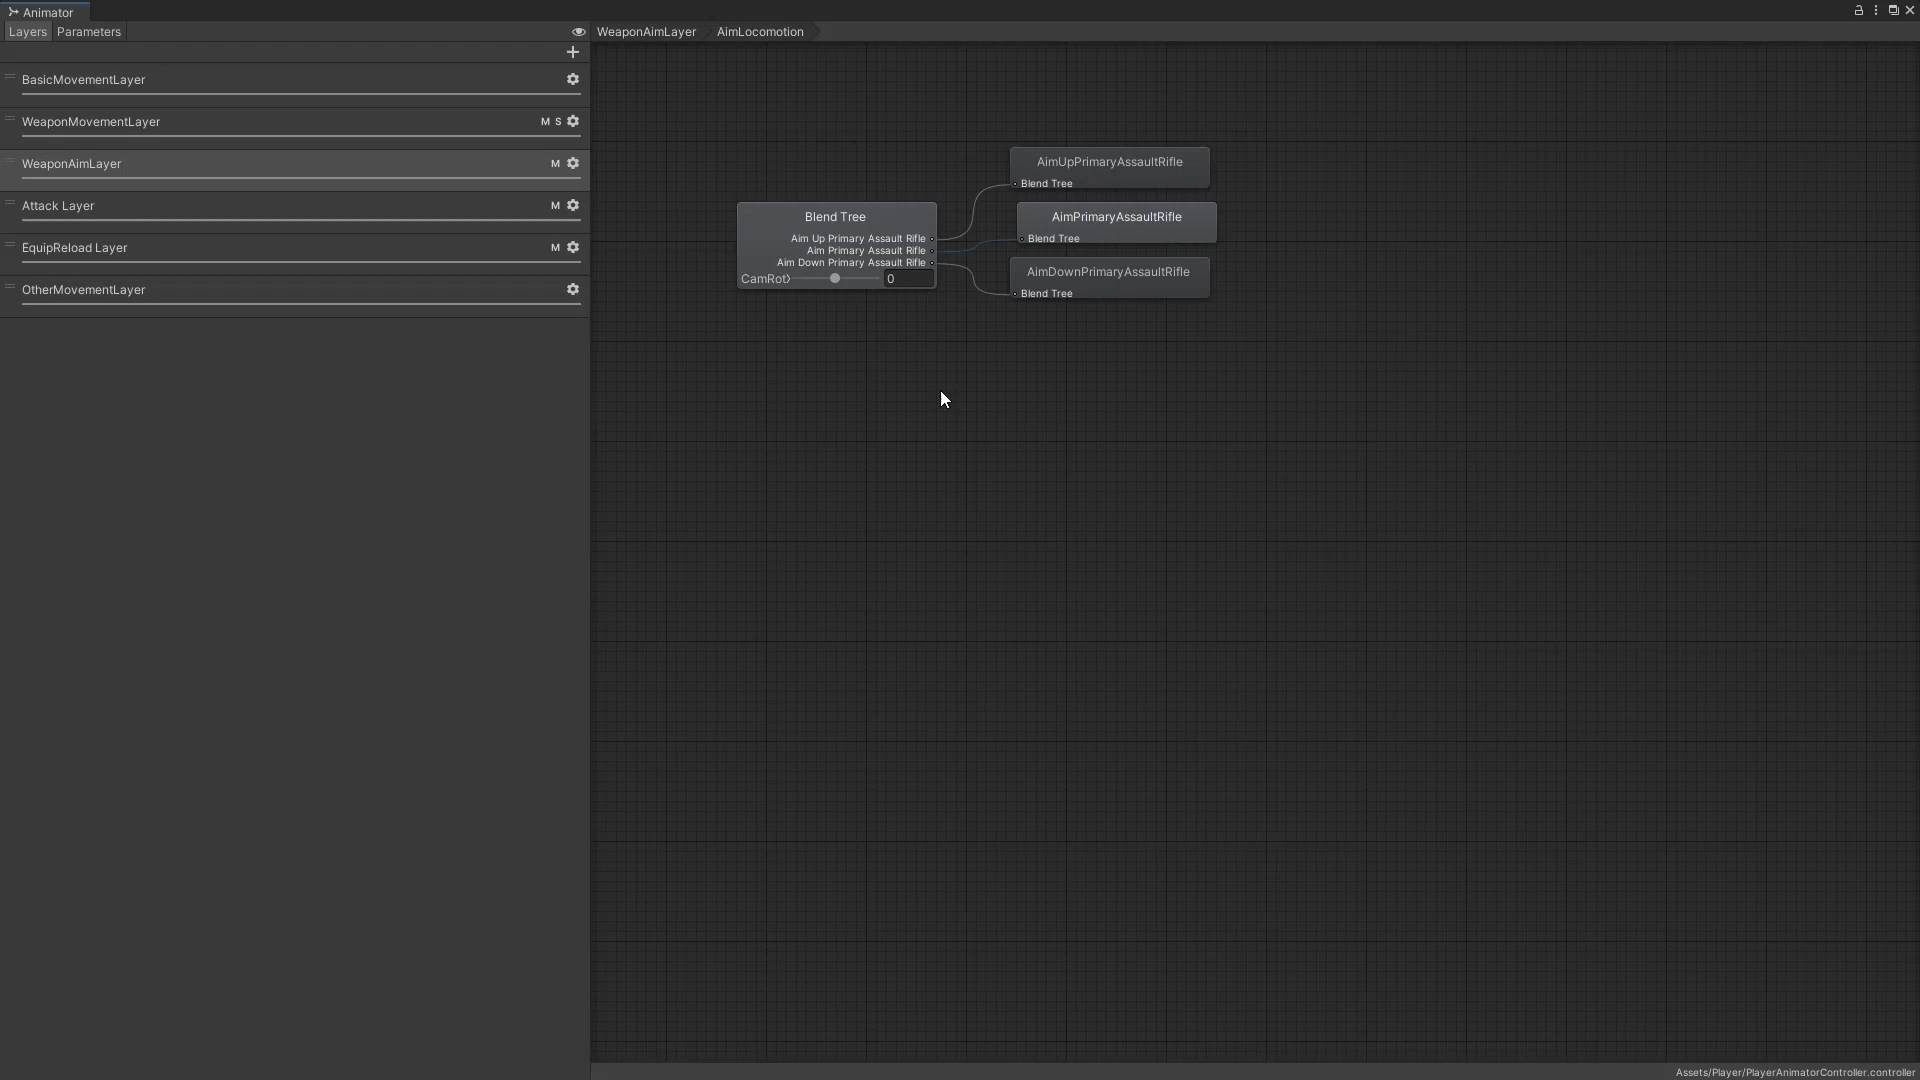 Animator
Layers Parameters
WeaponAimLayer AimLocomotion
BasicMovementLayer
WeaponMovementLayer M S
WeaponAimLayer M
Attack Layer M
EquipReload Layer M
OtherMovementLayer
Blend Tree
Aim Up Primary Assault Rifle
Aim Primary Assault Rifle
Aim Down Primary Assault Rifle
CamRot 0
AimUpPrimaryAssaultRifle
Blend Tree
AimPrimaryAssaultRifle
Blend Tree
AimDownPrimaryAssaultRifle
Blend Tree
Assets/Player/PlayerAnimatorController.controller